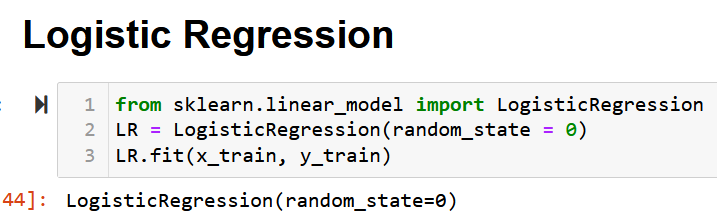 Logistic Regression
1 from sklearn.linear_model import LogisticRegression
2 LR = LogisticRegression(random_state = 0)
3 LR.fit(x_train, y_train)
44]: LogisticRegression(random_state=0)